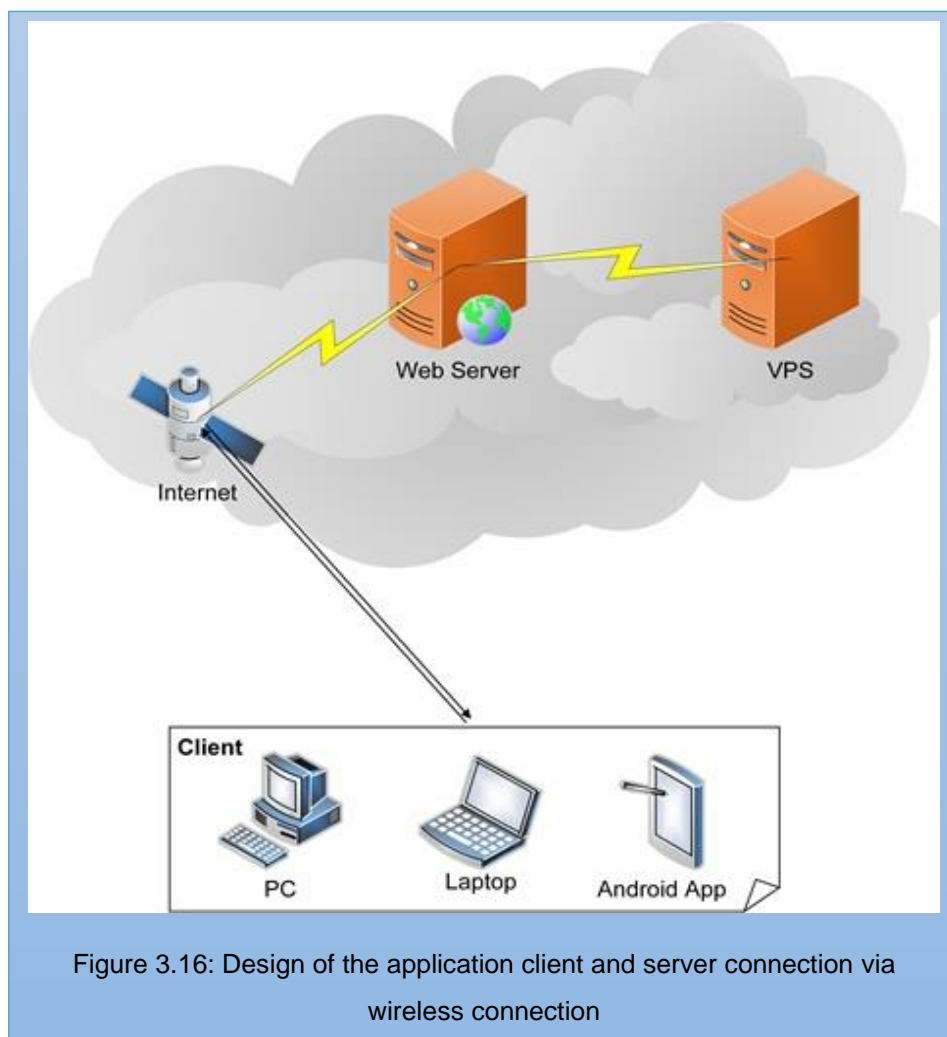 Web Server
VPS
Internet
Client
PC
Laptop
Android App
Figure 3.16: Design of the application client and server connection via
wireless connection